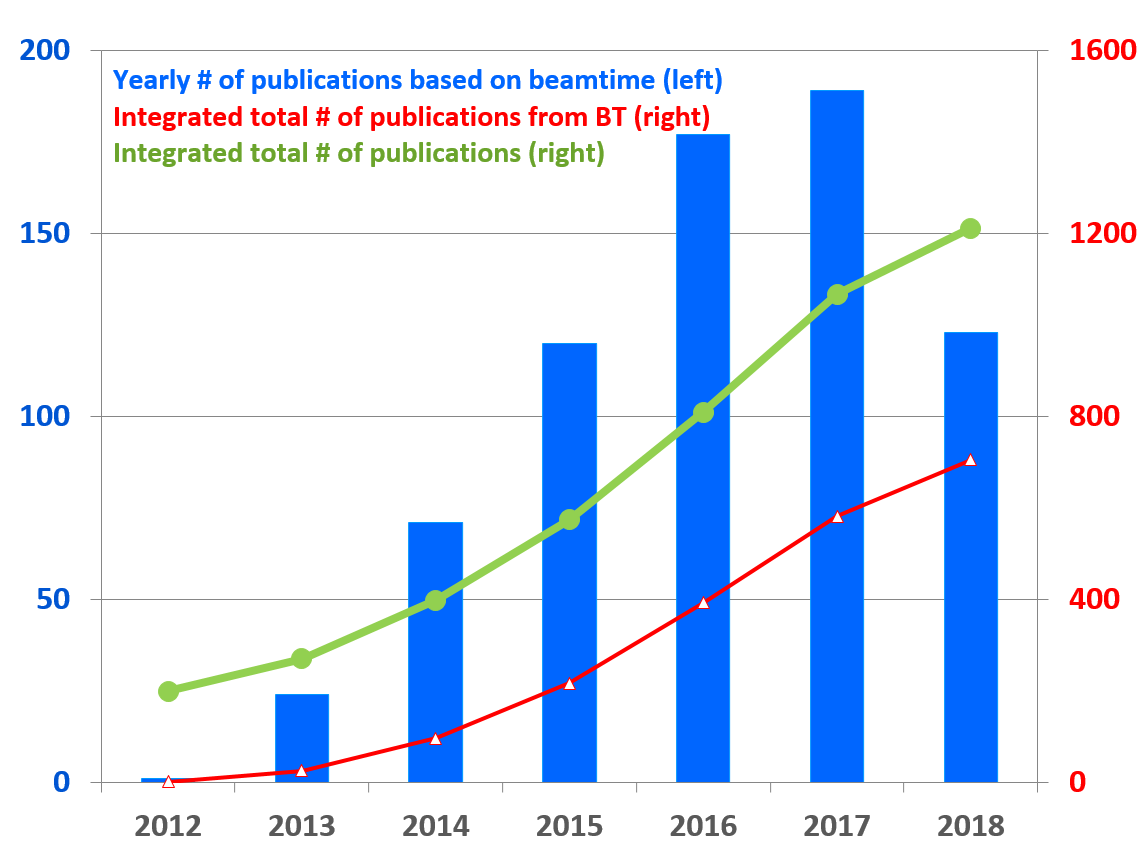 200
1600
Yearly # of publications based on beamtime (left)
Integrated total # of publications from BT (right)
Integrated total # of publications (right)
150
1200
100
800
50
400
0
0
2012 2013 2014 2015 2016 2017 2018